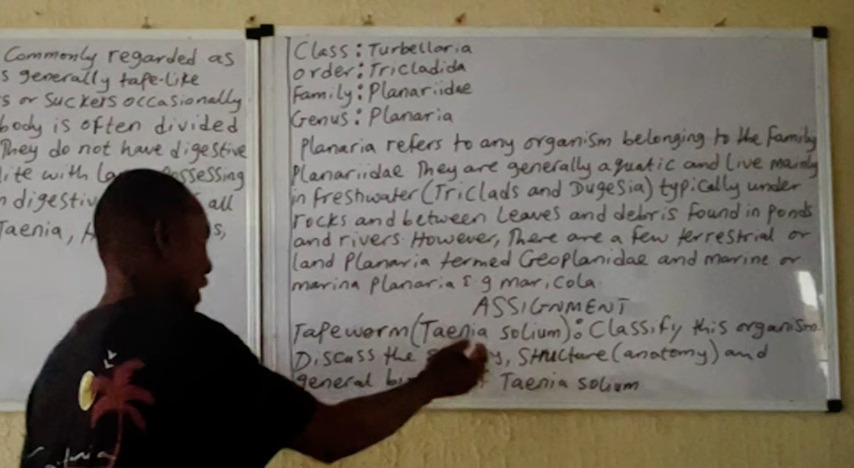 Commonly regarded as
s generally tape-like
s or suckers occasionally
body is often divided
They do not have digestive
lite with
digestiv all
Taenia,
Class: Turbellaria
order: Tricladida
Family: Planariidae
Genus: Planaria
Planaria refers to any organism belonging to the Family
Planariidae They are generally aquatic and Live mainly
in freshwater (Triclads and Dugesia) typically under
rocks and between Leaves and debris found in ponds
and rivers. However, There are a few terrestrial or
land Planaria termed Geoplanidae and marine or
marina planaria E.g maricola.
ASSIGNMENT
Tapeworm (Taenia solium): Classify this organism.
Discuss the , Structure (anatomy) and
general Taenia solium